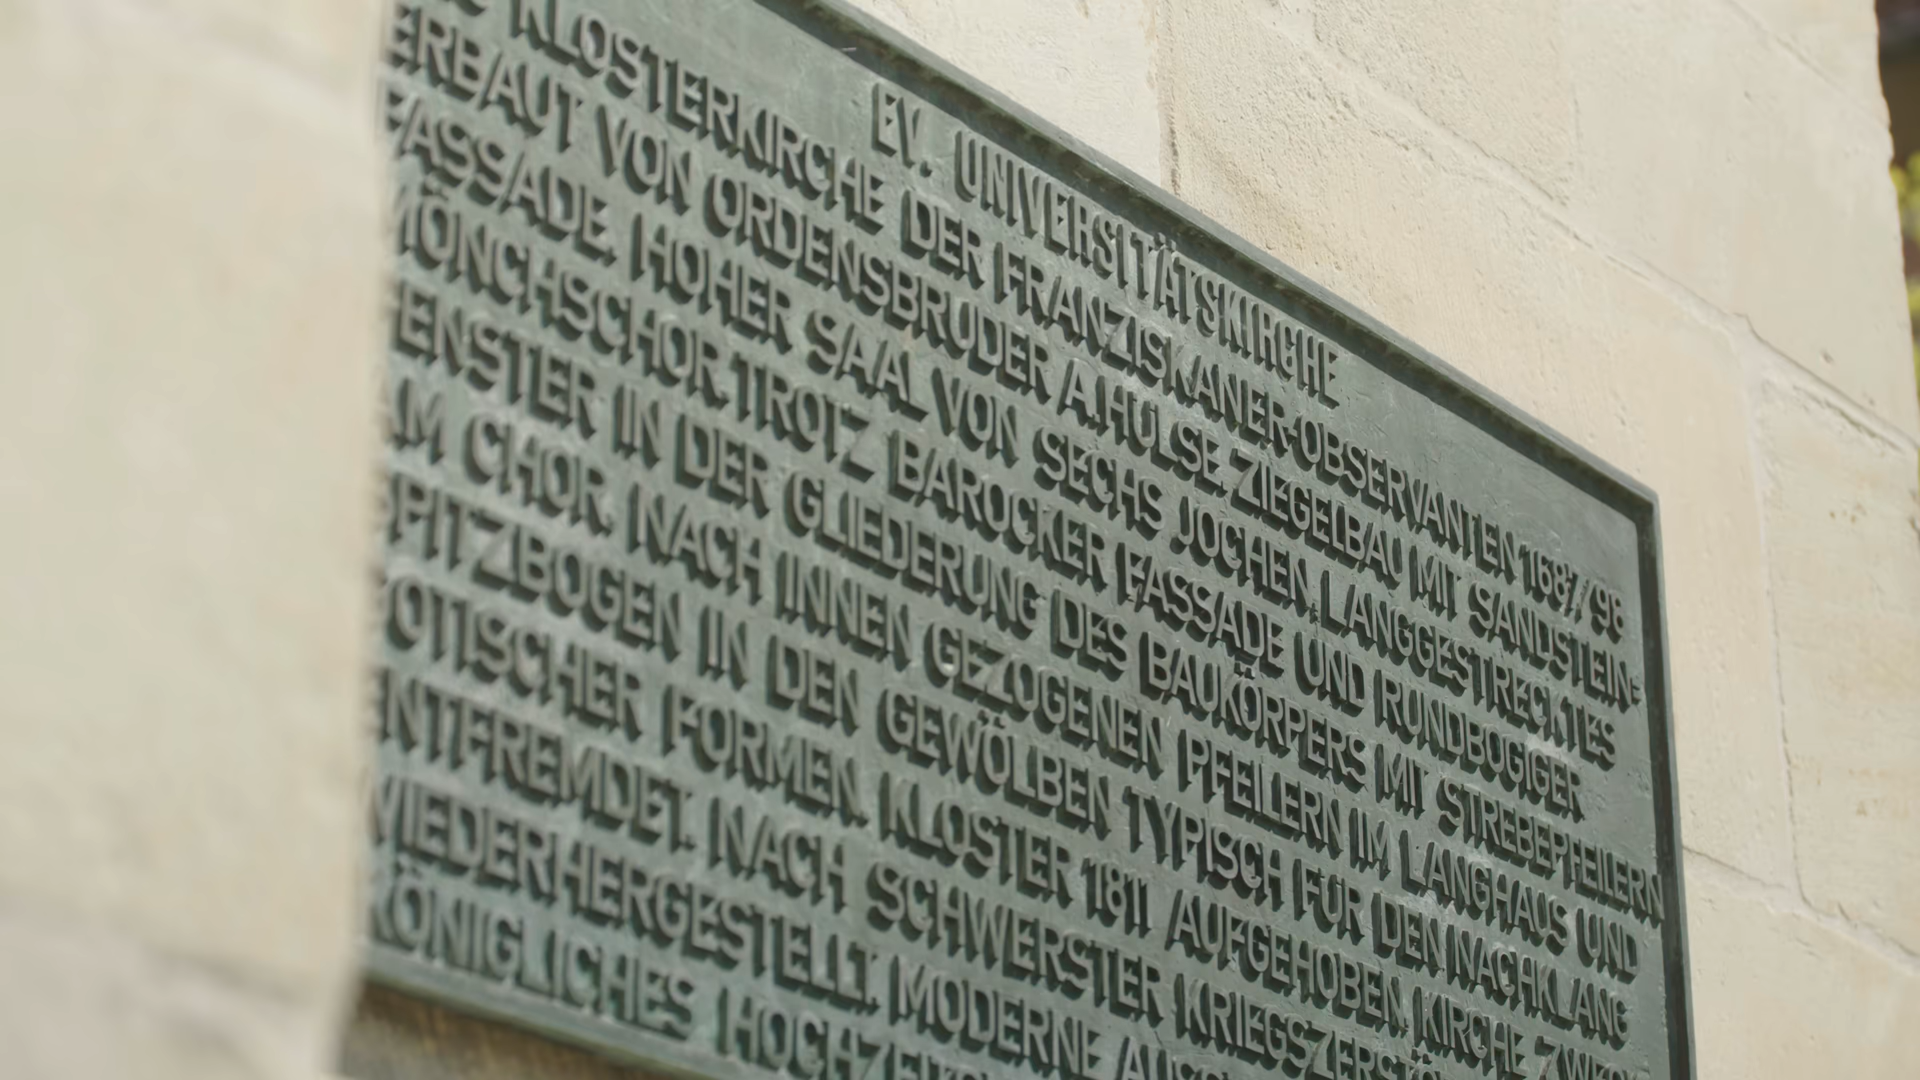 EV. UNIVERSITÄTSKIRCHE
KLOSTERKIRCHE DER FRANZISKANER-OBSERVANTEN 1687/98
ERBAUT VON ORDENSBRUDER A.HÜLSE. ZIEGELBAU MIT SANDSTEIN-
FASSADE. HOHER SAAL VON SECHS JOCHEN, LANGGESTRECKTES
MÖNCHSCHOR. TROTZ BAROCKER FASSADE UND RUNDBOGIGER
FENSTER IN DER GLIEDERUNG DES BAUKÖRPERS MIT STREBEPFEILERN
AM CHOR. NACH INNEN GEZOGENEN PFEILERN IM LANGHAUS UND
SPITZBOGEN IN DEN GEWÖLBEN TYPISCH FÜR DEN NACHKLANG
GOTISCHER FORMEN. KLOSTER 1811 AUFGEHOBEN. KIRCHE
ENTFREMDET. NACH SCHWERSTER
WIEDERHERGESTELLT. MODERNE
KÖNIGLICHES